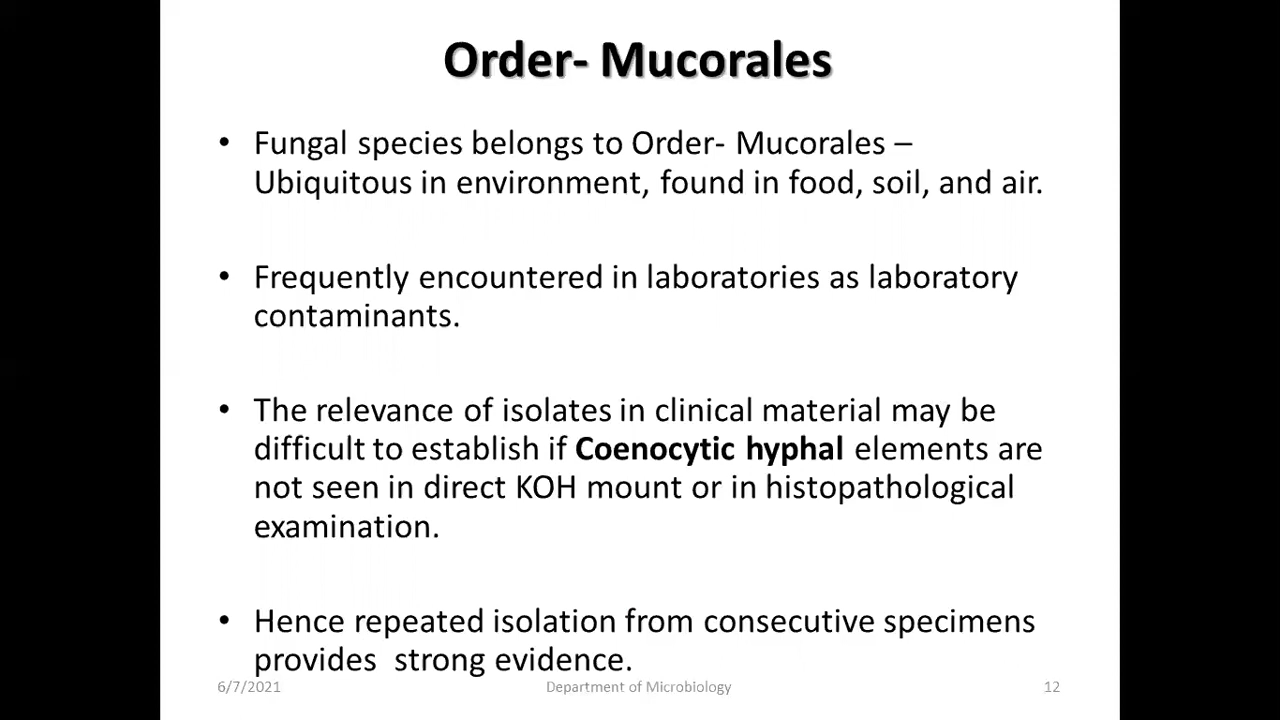 Order- Mucorales
• Fungal species belongs to Order- Mucorales –
Ubiquitous in environment, found in food, soil, and air.
• Frequently encountered in laboratories as laboratory
contaminants.
• The relevance of isolates in clinical material may be
difficult to establish if Coenocytic hyphal elements are
not seen in direct KOH mount or in histopathological
examination.
• Hence repeated isolation from consecutive specimens
provides  strong evidence.
6/7/2021 Department of Microbiology 12